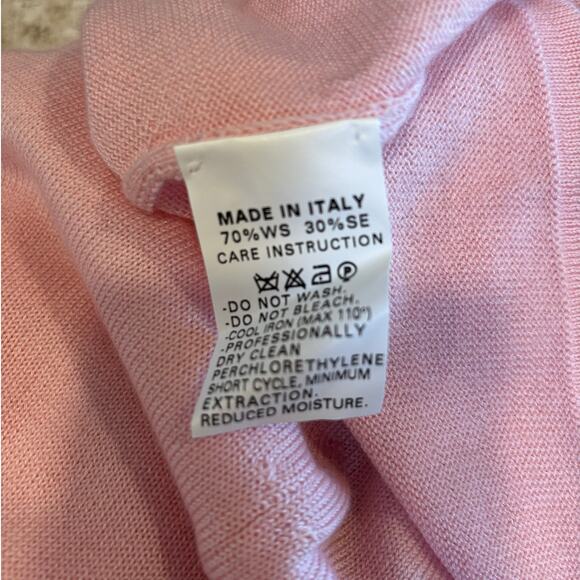 MADE IN ITALY
70%WS 30%SE
CARE INSTRUCTION
P
-DO NOT WASH.
-DO NOT BLEACH.
-COOL IRON (MAX 110°)
-PROFESSIONALLY
DRY CLEAN
PERCHLORETHYLENE
SHORT CYCLE, MINIMUM
EXTRACTION.
REDUCED MOISTURE.